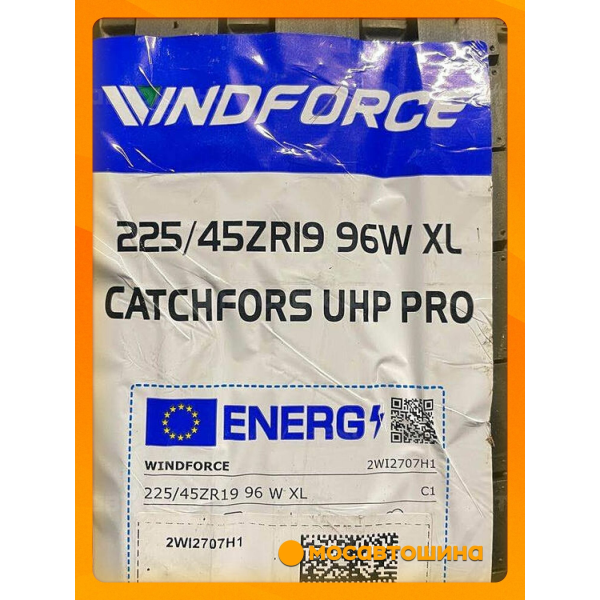 WINDFORCE
225/45ZR19 96W XL
CATCHFORS UHP PRO
ENERG
WINDFORCE 2WI2707H1
225/45ZR19 96 W XL C1
2WI2707H1
мосавтошина